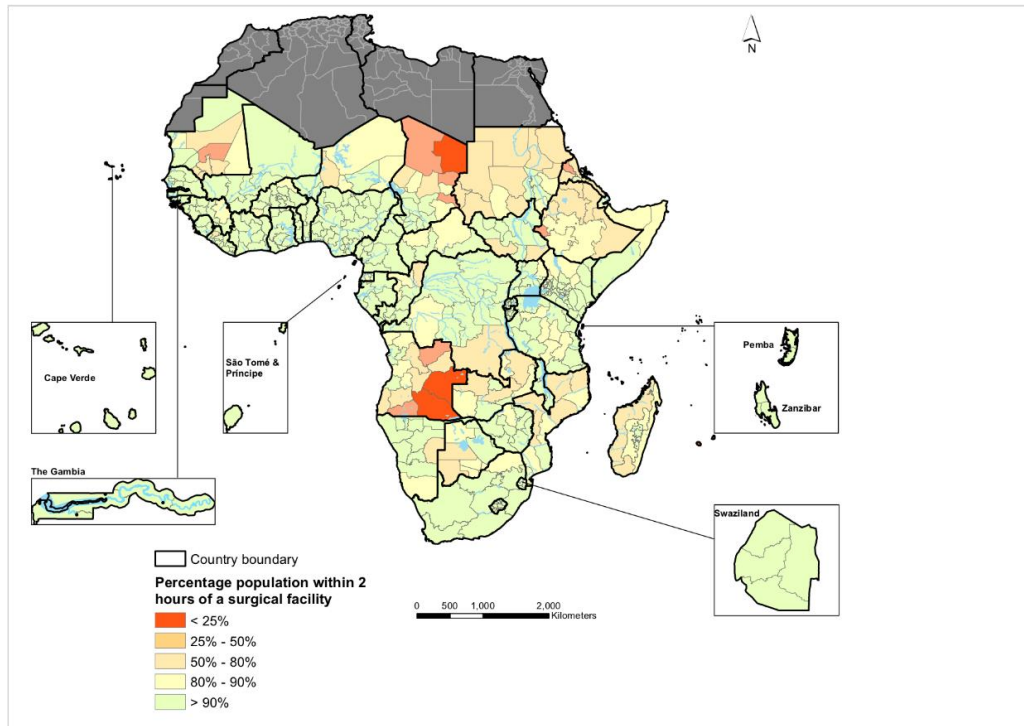 N
Cape Verde
São Tomé &
Príncipe
Pemba
Zanzibar
The Gambia
Swaziland
Country boundary
Percentage population within 2
hours of a surgical facility
< 25%
25% - 50%
50% - 80%
80% - 90%
> 90%
0 500 1,000 2,000
Kilometers